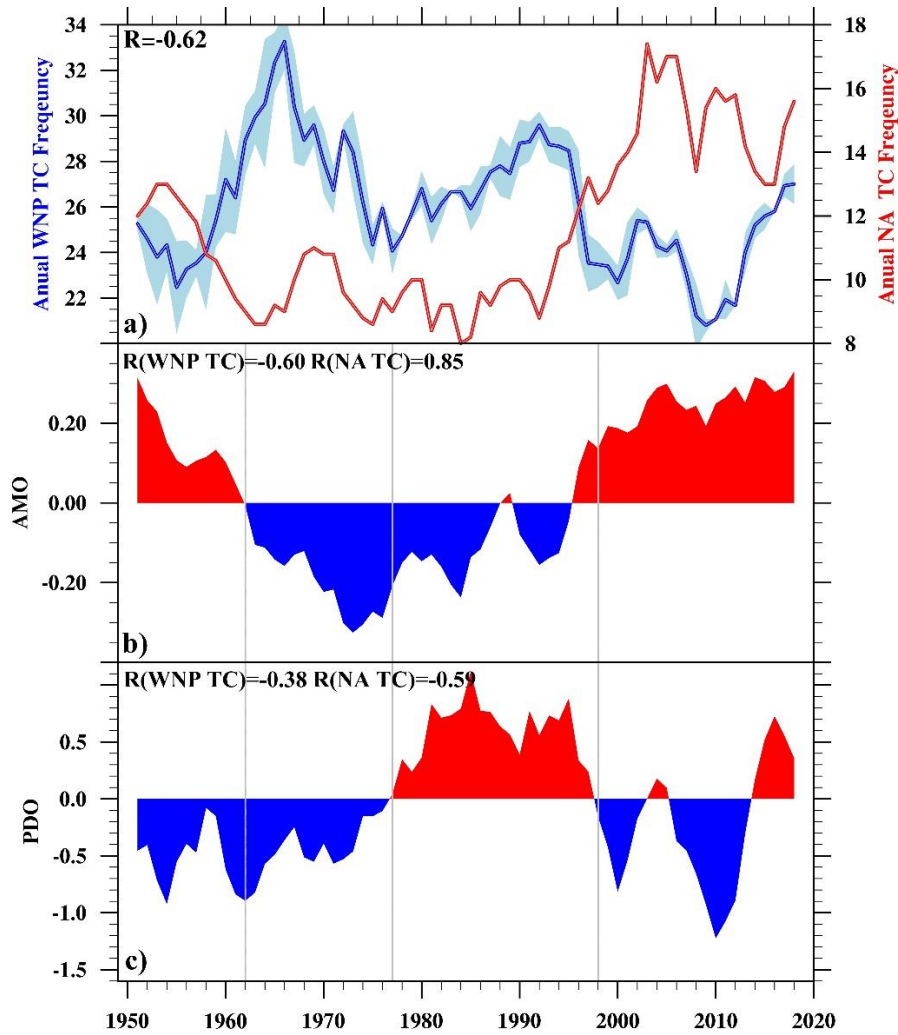 R=-0.62
34
32
30
28
26
24
22
Anual WNP TC Freqeuncy
18
16
14
12
10
8
Anual NA TC Freqeuncy
a)
R(WNP TC)=-0.60 R(NA TC)=0.85
0.20
0.00
-0.20
AMO
b)
R(WNP TC)=-0.38 R(NA TC)=-0.59
0.5
0.0
-0.5
-1.0
-1.5
PDO
c)
1950 1960 1970 1980 1990 2000 2010 2020